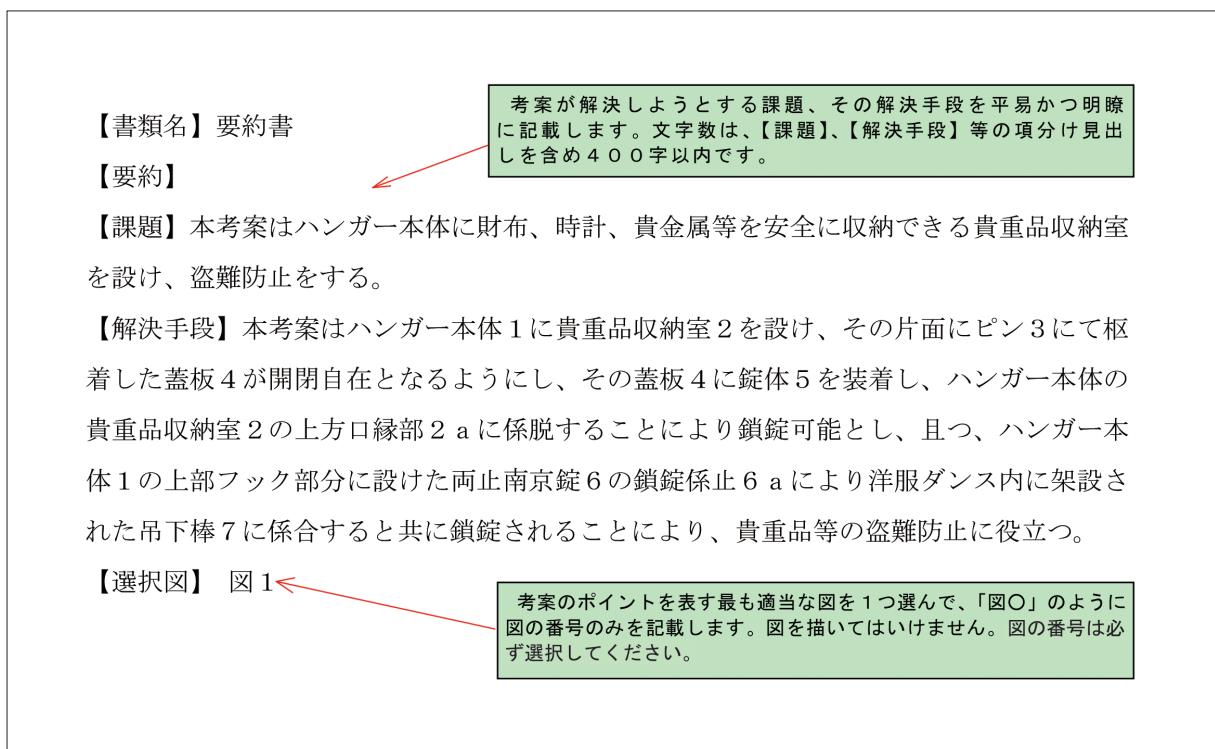 考案が解決しようとする課題、その解決手段を平易かつ明瞭
に記載します。文字数は、【課題】、【解決手段】等の項分け見出
しを含め４００字以内です。
【書類名】要約書
【要約】
【課題】本考案はハンガー本体に財布、時計、貴金属等を安全に収納できる貴重品収納室
を設け、盗難防止をする。
【解決手段】本考案はハンガー本体１に貴重品収納室２を設け、その片面にピン３にて枢
着した蓋板４が開閉自在となるようにし、その蓋板４に錠体５を装着し、ハンガー本体の
貴重品収納室２の上方口縁部２ａに係脱することにより鎖錠可能とし、且つ、ハンガー本
体１の上部フック部分に設けた両止南京錠６の鎖錠係止６ａにより洋服ダンス内に架設さ
れた吊下棒７に係合すると共に鎖錠されることにより、貴重品等の盗難防止に役立つ。
【選択図】　図１
考案のポイントを表す最も適当な図を１つ選んで、「図〇」のように
図の番号のみを記載します。図を描いてはいけません。図の番号は必
ず選択してください。